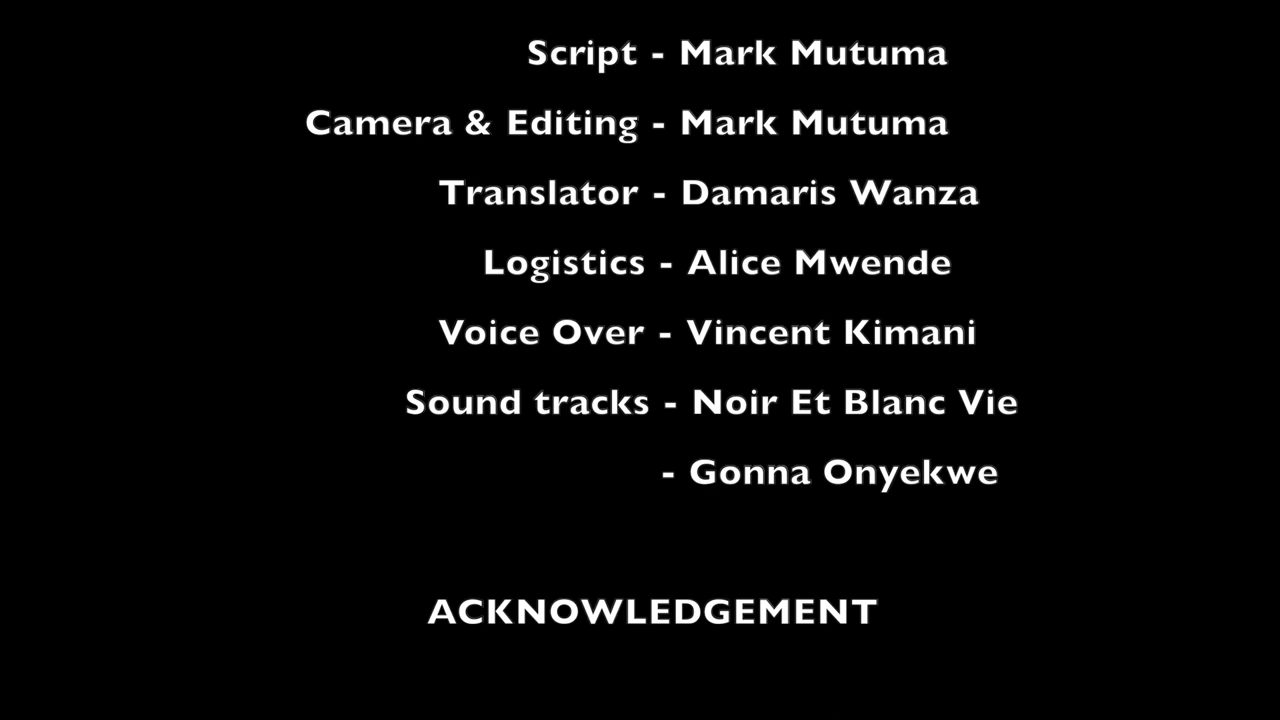 Script - Mark Mutuma
Camera & Editing - Mark Mutuma
Translator - Damaris Wanza
Logistics - Alice Mwende
Voice Over - Vincent Kimani
Sound tracks - Noir Et Blanc Vie
- Gonna Onyekwe
ACKNOWLEDGEMENT